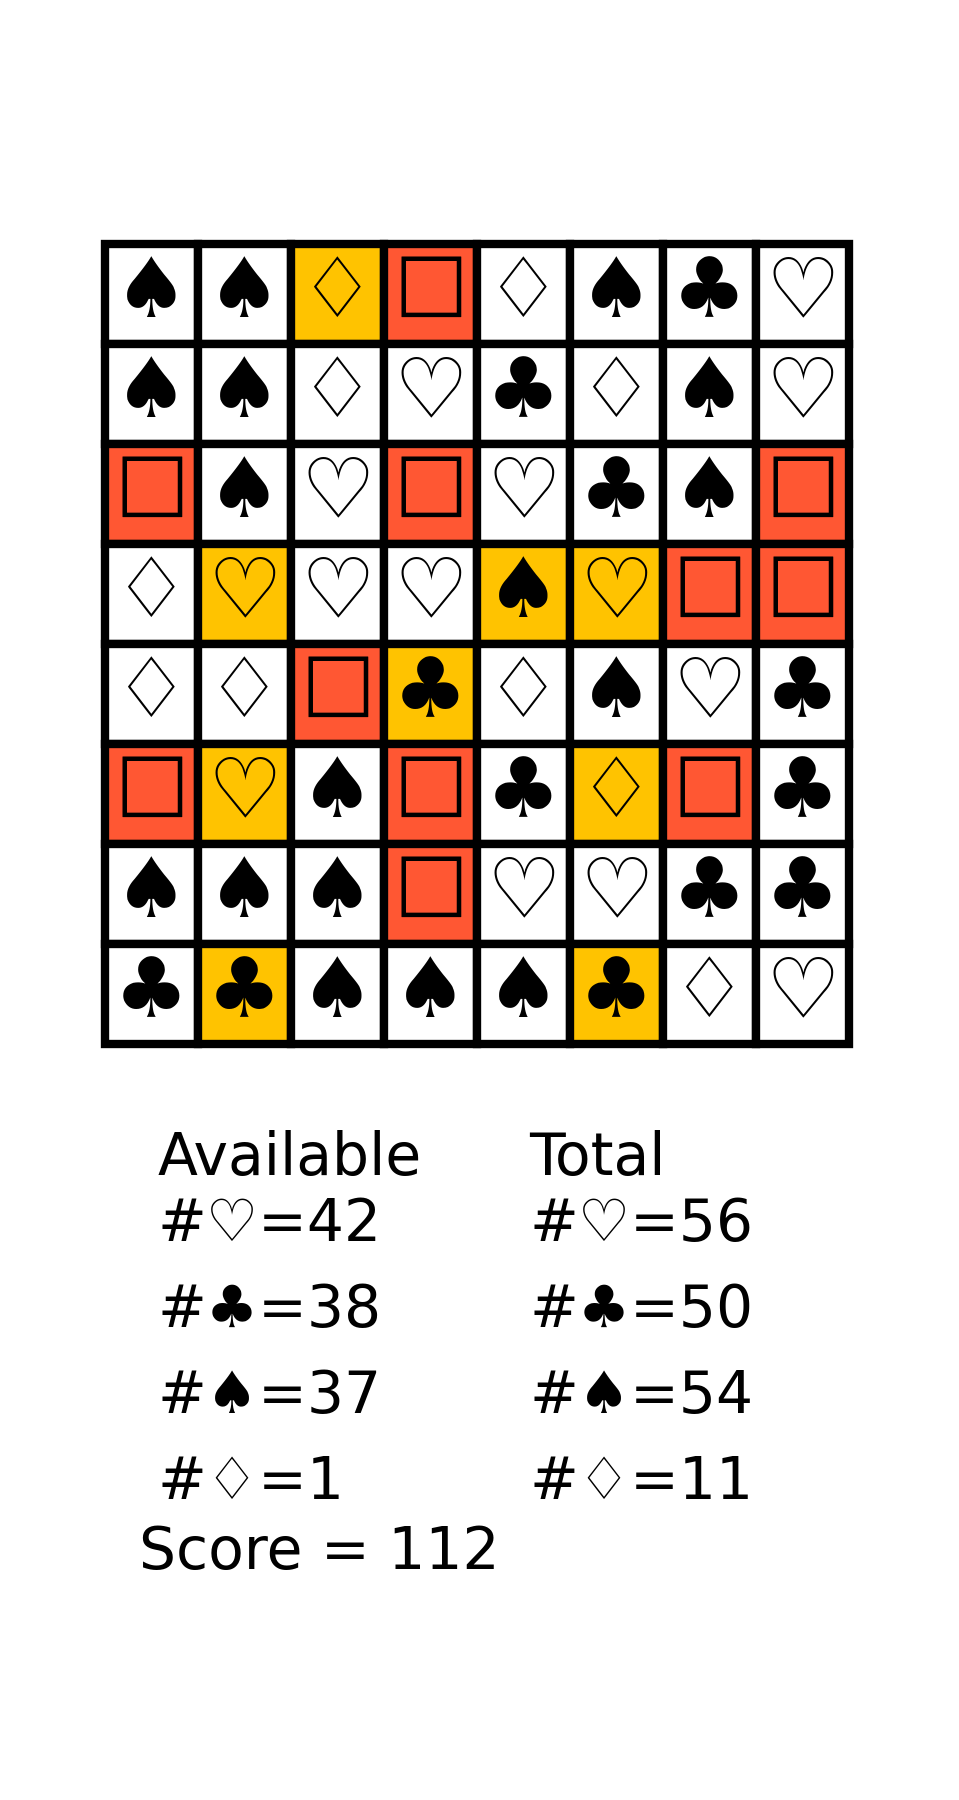 ♠ ♠ ♢ □ ♢ ♠ ♣ ♡
♠ ♠ ♢ ♡ ♣ ♢ ♠ ♡
□ ♠ ♡ □ ♡ ♣ ♠ □
♢ ♡ ♡ ♡ ♠ ♡ □ □
♢ ♢ □ ♣ ♢ ♠ ♡ ♣
□ ♡ ♠ □ ♣ ♢ □ ♣
♠ ♠ ♠ □ ♡ ♡ ♣ ♣
♣ ♣ ♠ ♠ ♠ ♣ ♢ ♡
Available Total
#♡=42 #♡=56
#♣=38 #♣=50
#♠=37 #♠=54
#♢=1 #♢=11
Score = 112